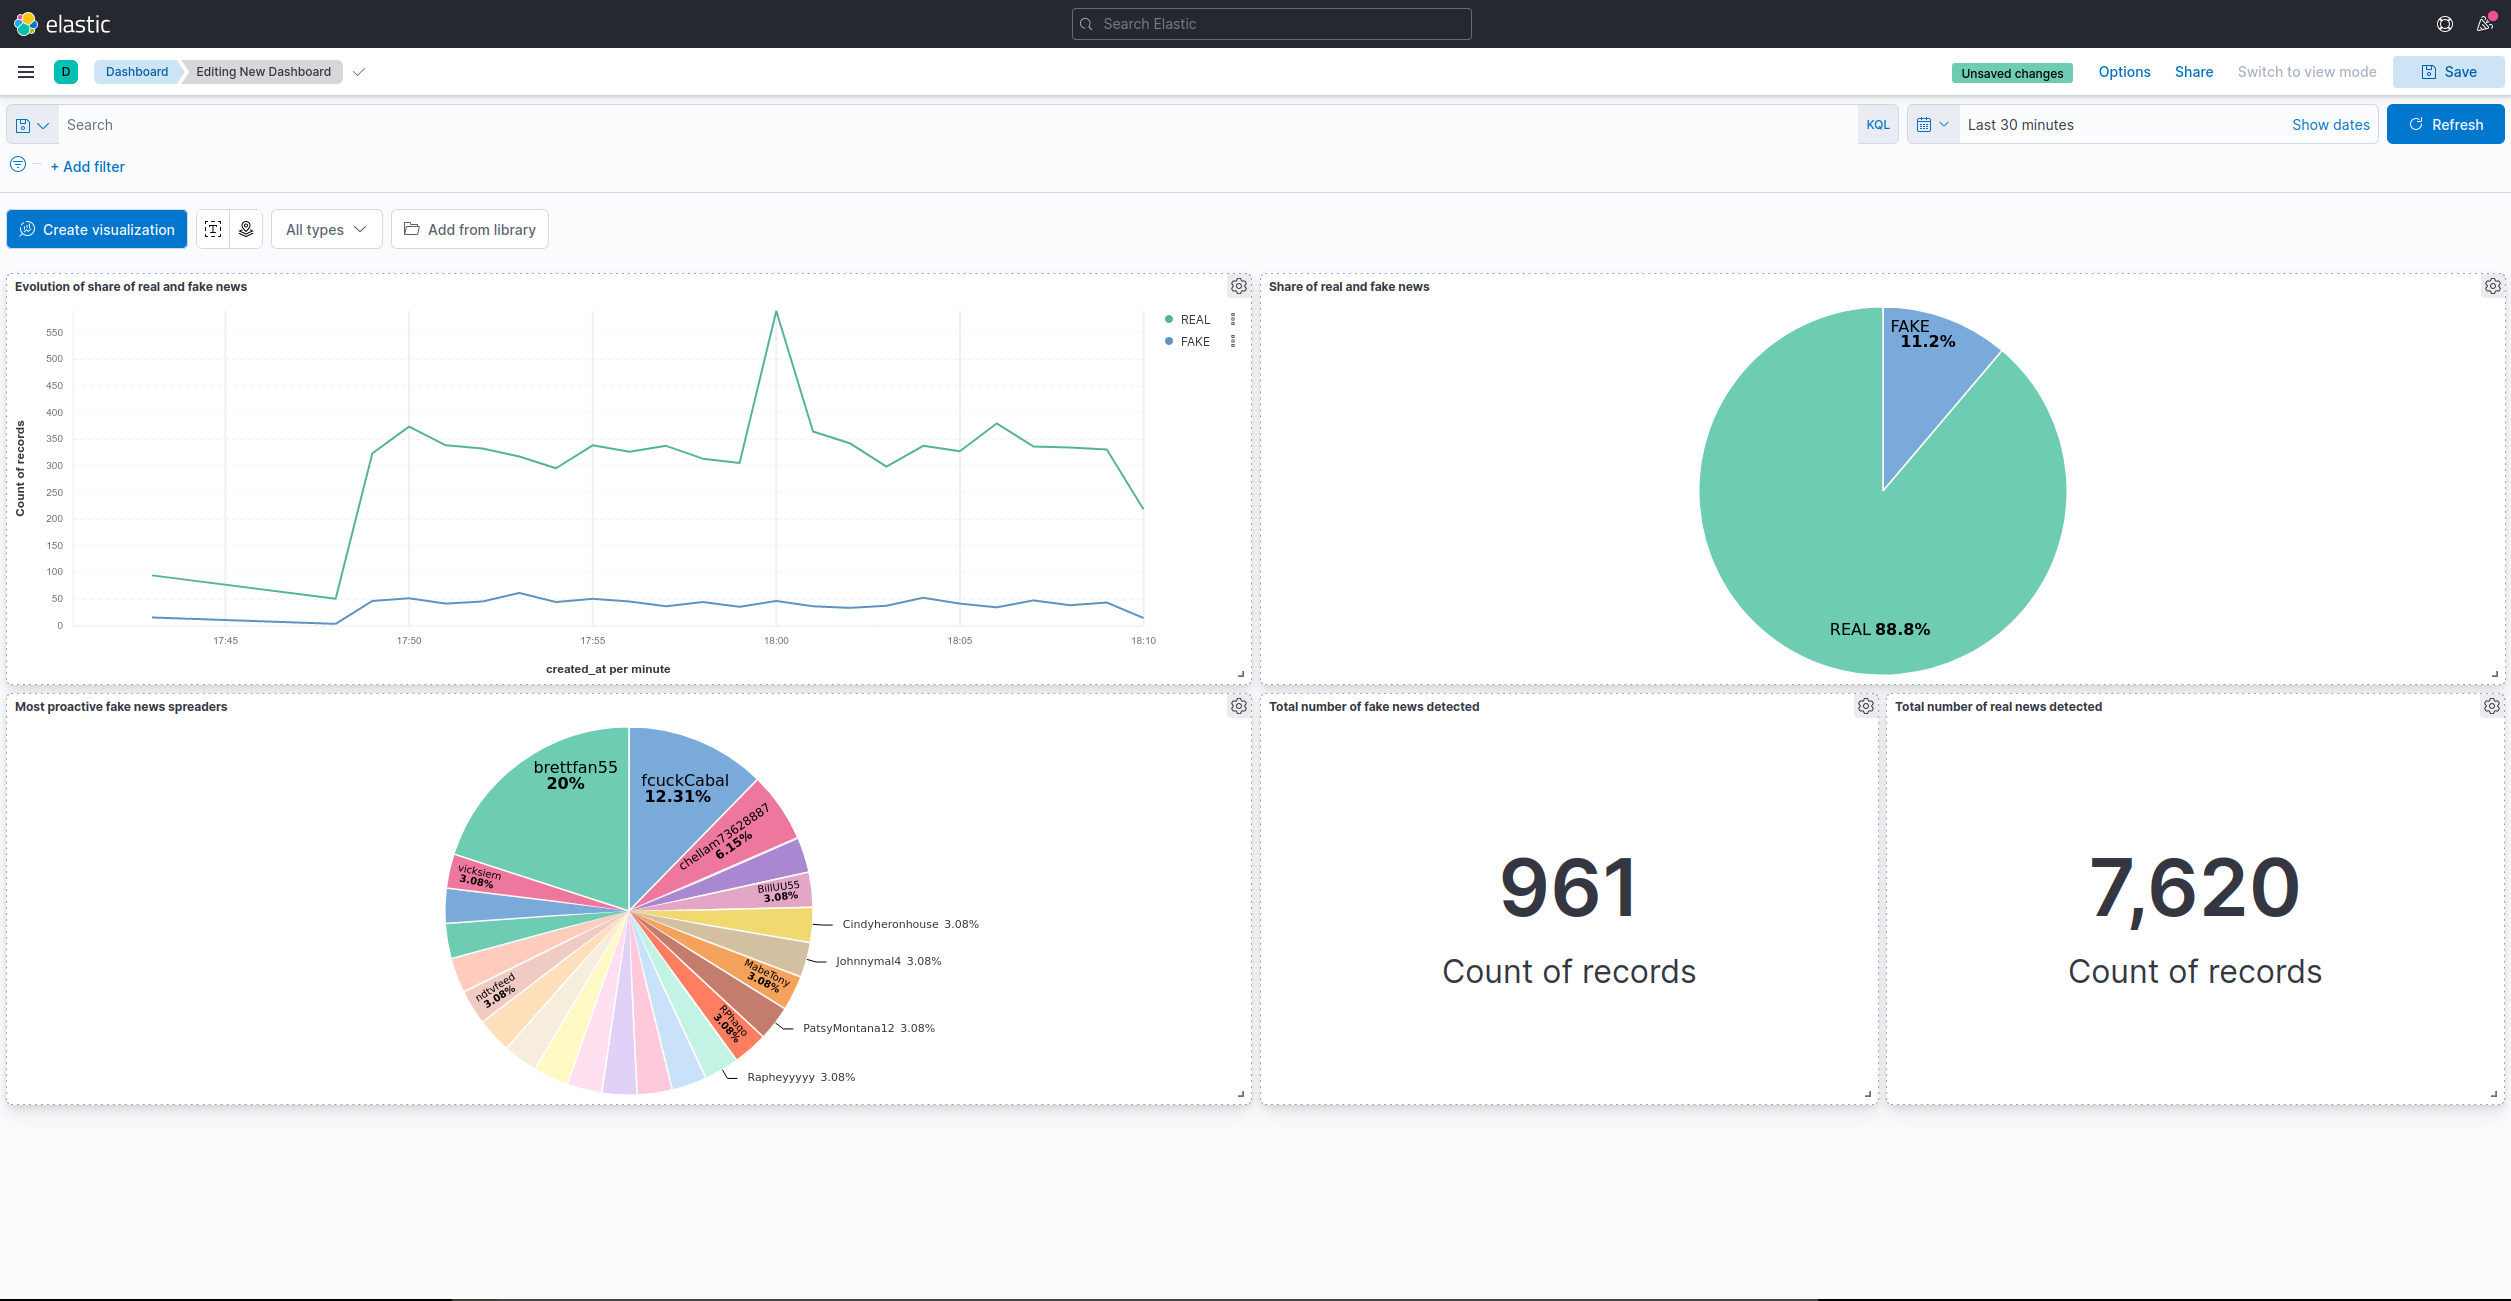 elastic
Search Elastic
D
Dashboard
Editing New Dashboard
Unsaved changes
Options
Share
Switch to view mode
Save
Search
KQL
Last 30 minutes
Show dates
Refresh
+ Add filter
Create visualization
T
All types
Add from library
Evolution of share of real and fake news
550
500
450
400
350
300
250
200
150
100
50
0
Count of records
17:45
17:50
17:55
18:00
18:05
18:10
created_at per minute
REAL
FAKE
Share of real and fake news
FAKE
11.2%
REAL 88.8%
Most proactive fake news spreaders
brettfan55
20%
fcuckCabal
12.31%
chellam73628887
6.15%
vicksiern
3.08%
BillUU55
3.08%
Cindyheronhouse 3.08%
Johnnymal4 3.08%
MabeTony
3.08%
ndtvfeed
3.08%
RPhaqo
3.08%
PatsyMontana12 3.08%
Rapheyyyyy 3.08%
Total number of fake news detected
961
Count of records
Total number of real news detected
7,620
Count of records